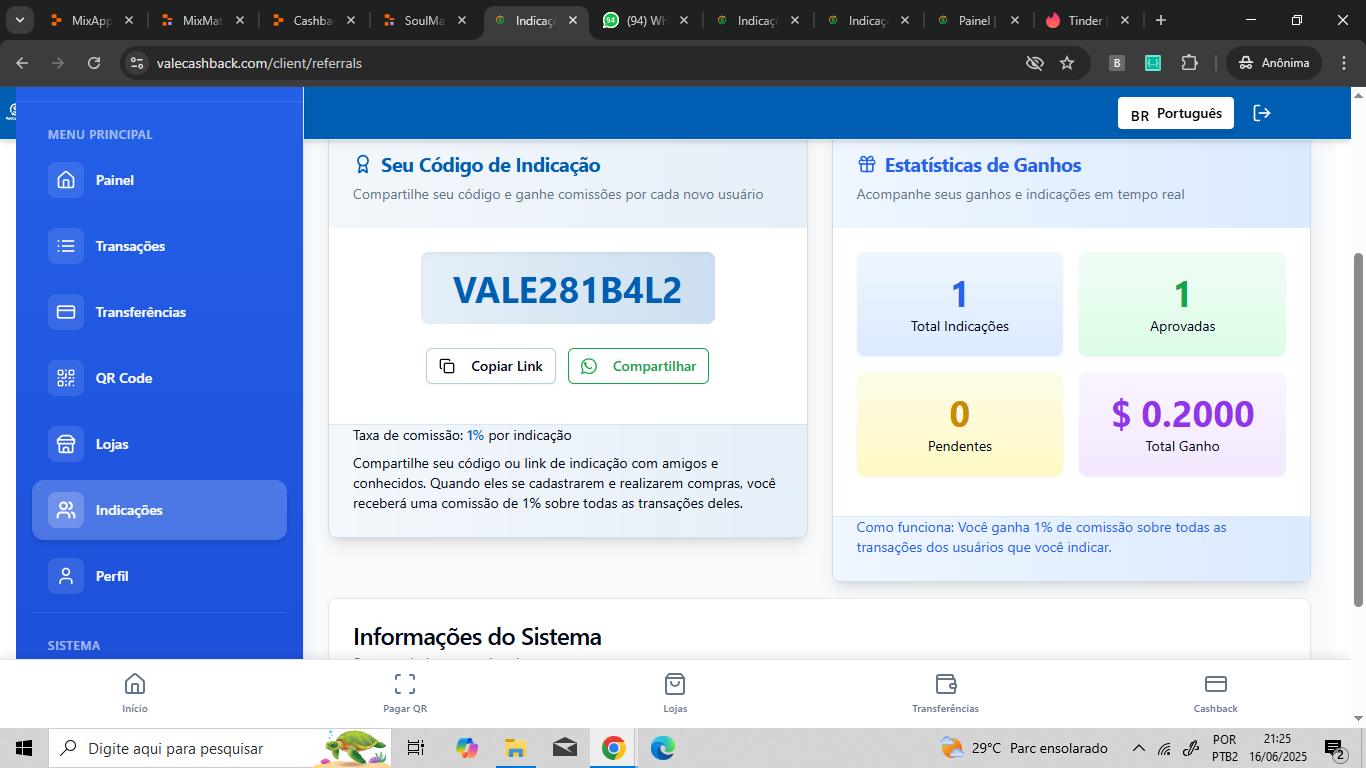 MixApp
MixMat
Cashba
SoulMa
Indicaç
(94) Wh
Indicaç
Indicaç
Painel |
Tinder
valecashback.com/client/referrals
Anônima
BR Português
MENU PRINCIPAL
Painel
Transações
Transferências
QR Code
Lojas
Indicações
Perfil
SISTEMA
Seu Código de Indicação
Compartilhe seu código e ganhe comissões por cada novo usuário
VALE281B4L2
Copiar Link
Compartilhar
Taxa de comissão: 1% por indicação
Compartilhe seu código ou link de indicação com amigos e
conhecidos. Quando eles se cadastrarem e realizarem compras, você
receberá uma comissão de 1% sobre todas as transações deles.
Estatísticas de Ganhos
Acompanhe seus ganhos e indicações em tempo real
1
Total Indicações
1
Aprovadas
0
Pendentes
$ 0.2000
Total Ganho
Como funciona: Você ganha 1% de comissão sobre todas as
transações dos usuários que você indicar.
Informações do Sistema
Início
Pagar QR
Lojas
Transferências
Cashback
Digite aqui para pesquisar
29°C Parc ensolarado
POR
PTB2
21:25
16/06/2025
2